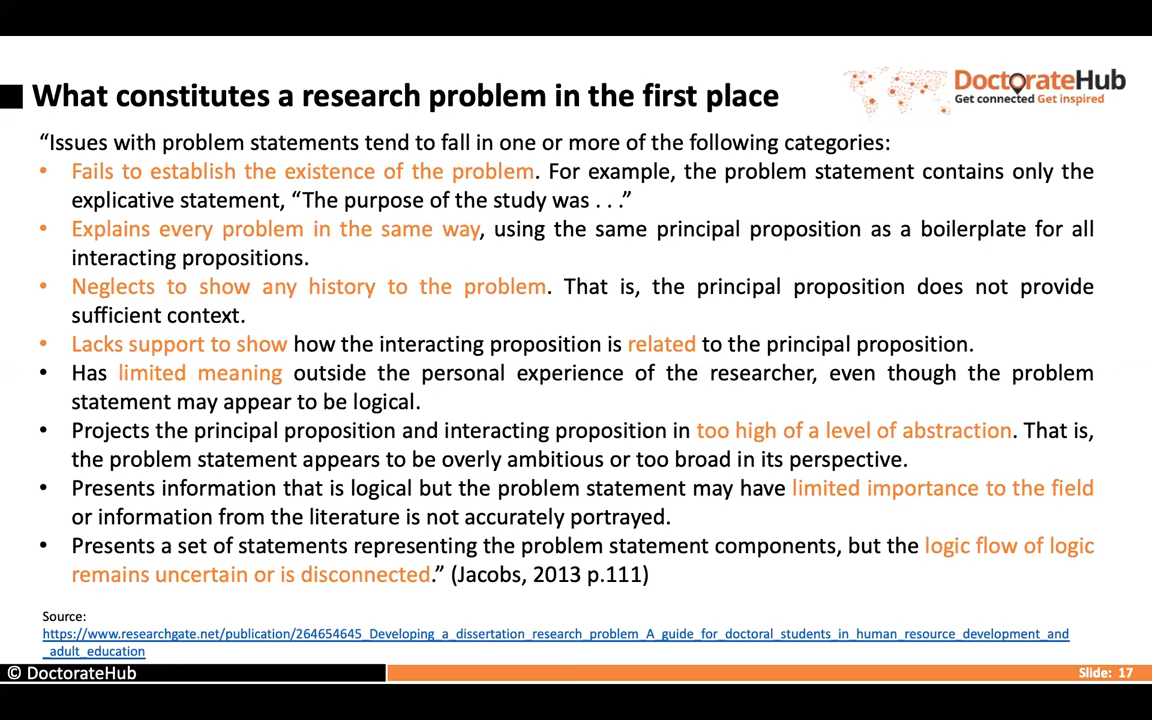 What constitutes a research problem in the first place
DoctorateHub
Get connected Get inspired
“Issues with problem statements tend to fall in one or more of the following categories:
• Fails to establish the existence of the problem. For example, the problem statement contains only the
explicative statement, “The purpose of the study was . . .”
• Explains every problem in the same way, using the same principal proposition as a boilerplate for all
interacting propositions.
• Neglects to show any history to the problem. That is, the principal proposition does not provide
sufficient context.
• Lacks support to show how the interacting proposition is related to the principal proposition.
• Has limited meaning outside the personal experience of the researcher, even though the problem
statement may appear to be logical.
• Projects the principal proposition and interacting proposition in too high of a level of abstraction. That is,
the problem statement appears to be overly ambitious or too broad in its perspective.
• Presents information that is logical but the problem statement may have limited importance to the field
or information from the literature is not accurately portrayed.
• Presents a set of statements representing the problem statement components, but the logic flow of logic
remains uncertain or is disconnected.” (Jacobs, 2013 p.111)
Source:
https://www.researchgate.net/publication/264654645_Developing_a_dissertation_research_problem_A_guide_for_doctoral_students_in_human_resource_development_and
_adult_education
© DoctorateHub
Slide: 17